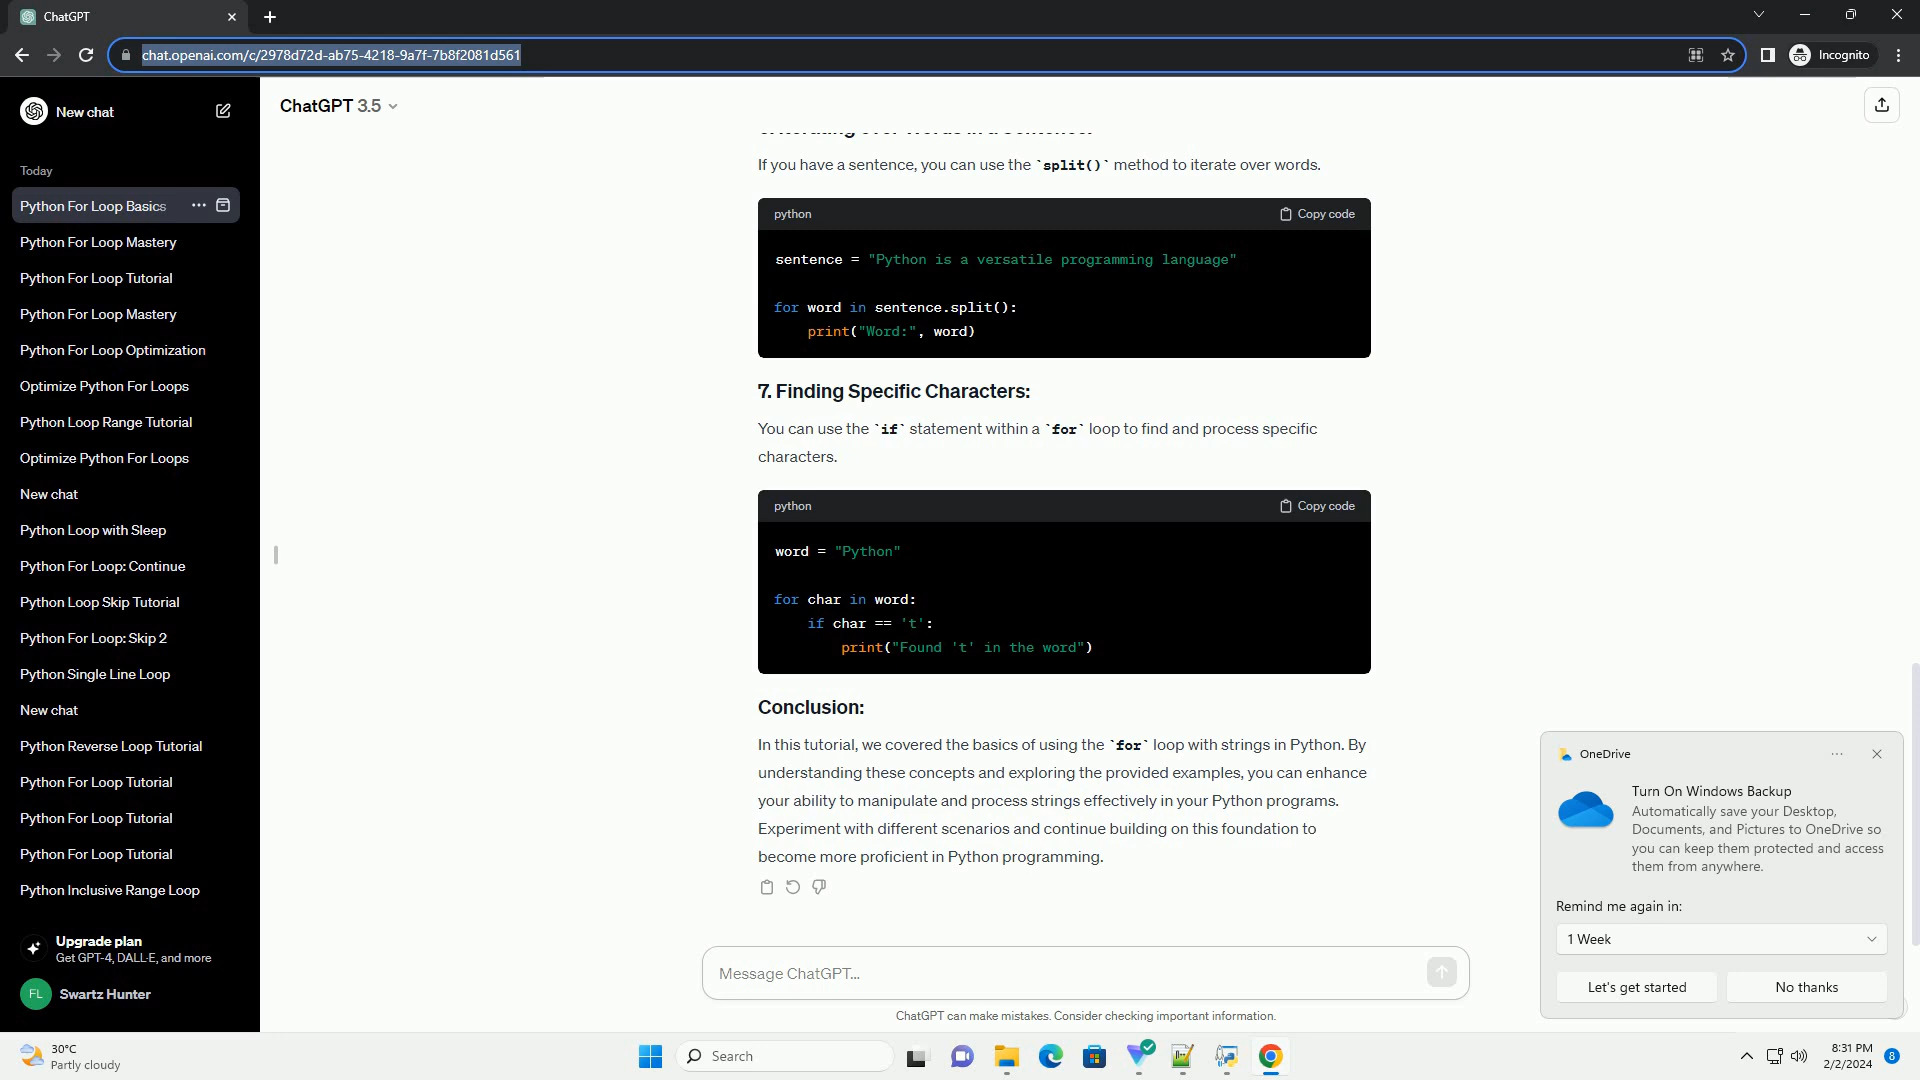 ChatGPT
chat.openai.com/c/2978d72d-ab75-4218-9a7f-7b8f2081d561
Incognito
New chat
Today
Python For Loop Basics
Python For Loop Mastery
Python For Loop Tutorial
Python For Loop Mastery
Python For Loop Optimization
Optimize Python For Loops
Python Loop Range Tutorial
Optimize Python For Loops
New chat
Python Loop with Sleep
Python For Loop: Continue
Python Loop Skip Tutorial
Python For Loop: Skip 2
Python Single Line Loop
New chat
Python Reverse Loop Tutorial
Python For Loop Tutorial
Python For Loop Tutorial
Python For Loop Tutorial
Python Inclusive Range Loop
Upgrade plan
Get GPT-4, DALL·E, and more
FL Swartz Hunter
ChatGPT 3.5
If you have a sentence, you can use the `split()` method to iterate over words.
python Copy code
sentence = "Python is a versatile programming language"
for word in sentence.split():
    print("Word:", word)
7. Finding Specific Characters:
You can use the `if` statement within a `for` loop to find and process specific
characters.
python Copy code
word = "Python"
for char in word:
    if char == 't':
        print("Found 't' in the word")
Conclusion:
In this tutorial, we covered the basics of using the `for` loop with strings in Python. By
understanding these concepts and exploring the provided examples, you can enhance
your ability to manipulate and process strings effectively in your Python programs.
Experiment with different scenarios and continue building on this foundation to
become more proficient in Python programming.
Message ChatGPT...
ChatGPT can make mistakes. Consider checking important information.
OneDrive
Turn On Windows Backup
Automatically save your Desktop,
Documents, and Pictures to OneDrive so
you can keep them protected and access
them from anywhere.
Remind me again in:
1 Week
Let's get started
No thanks
30°C
Partly cloudy
Search
8:31 PM
2/2/2024
8